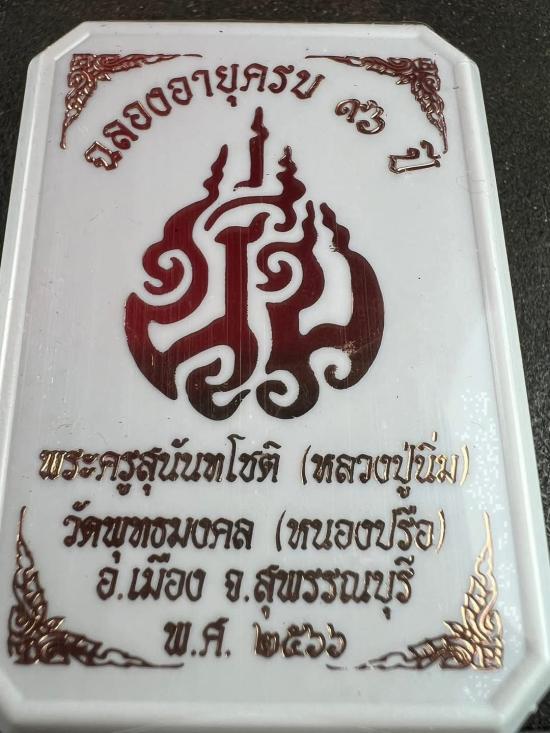 ฉลองอายุครบ ๙๖ ปี
พระครูสุนันทโชติ (หลวงปู่นิ่ม)
วัดพุทธมงคล (หนองปรือ)
อ.เมือง จ.สุพรรณบุรี
พ.ศ. ๒๕๖๖